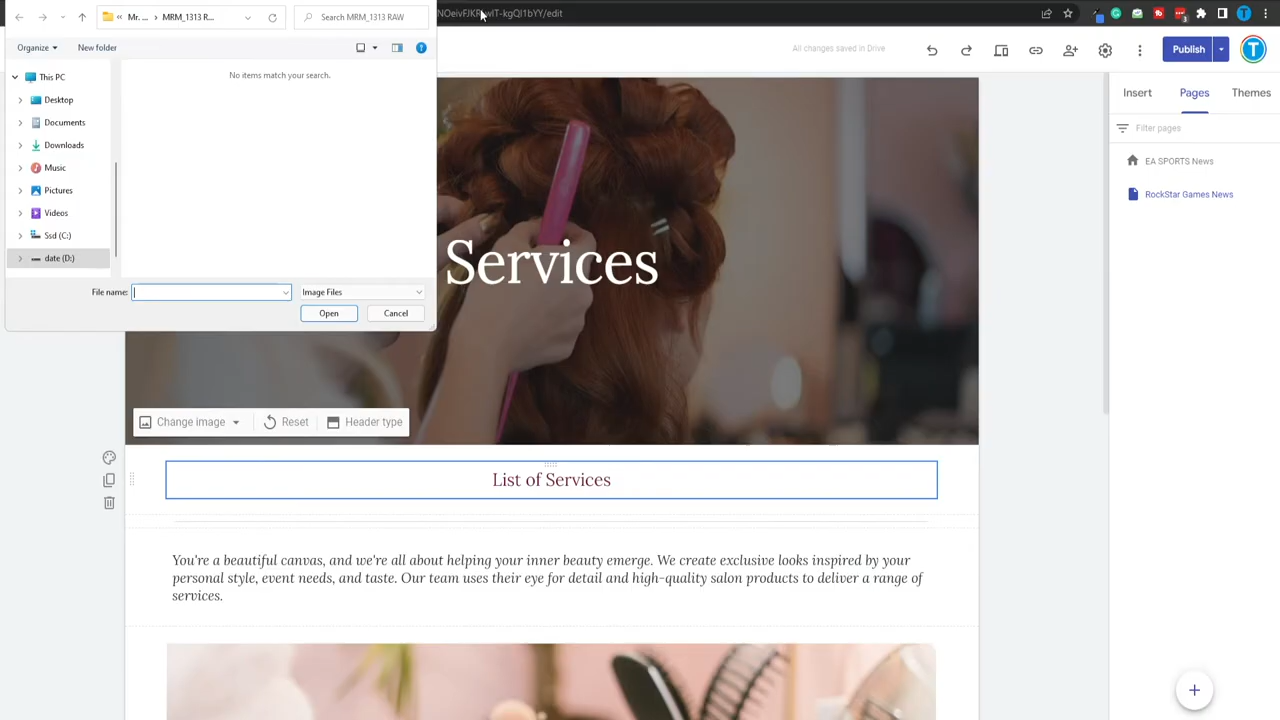 Mr. ... > MRM_1313 R...
Search MRM_1313 RAW
Organize
New folder
This PC
Desktop
Documents
Downloads
Music
Pictures
Videos
Ssd (C:)
date (D:)
No items match your search.
File name:
Image Files
Open
Cancel
/edit
All changes saved in Drive
Publish
Insert
Pages
Themes
Filter pages
EA SPORTS News
RockStar Games News
Services
Change image
Reset
Header type
List of Services
You're a beautiful canvas, and we're all about helping your inner beauty emerge. We create exclusive looks inspired by your
personal style, event needs, and taste. Our team uses their eye for detail and high-quality salon products to deliver a range of
services.